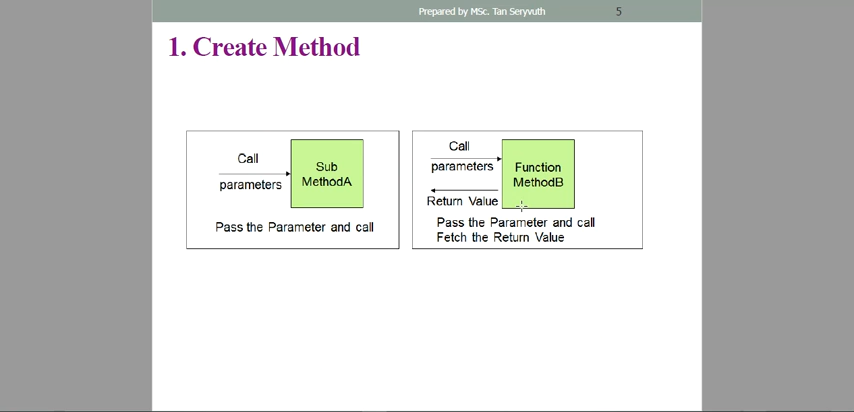 Prepared by MSc. Tan Seryvuth 5
1. Create Method
Call
parameters
Sub
MethodA
Pass the Parameter and call
Call
parameters
Return Value
Function
MethodB
Pass the Parameter and call
Fetch the Return Value